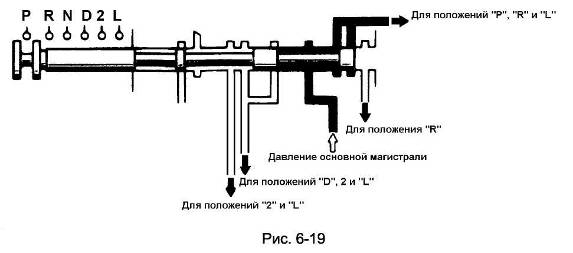 P R N D 2 L
Для положений "P", "R" и "L"
Для положения "R"
Давление основной магистрали
Для положений "D", 2 и "L"
Для положений "2" и "L"
Рис. 6-19